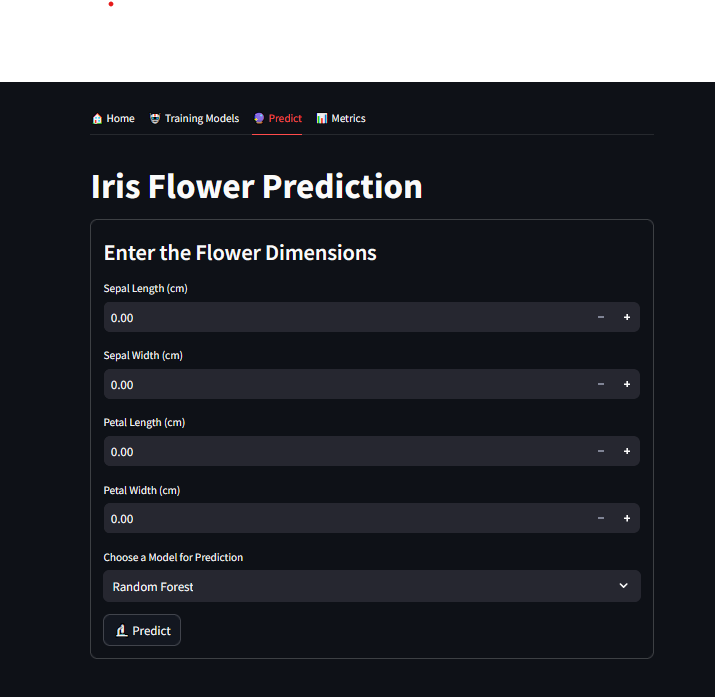 Home Training Models Predict Metrics
Iris Flower Prediction
Enter the Flower Dimensions
Sepal Length (cm)
0.00
Sepal Width (cm)
0.00
Petal Length (cm)
0.00
Petal Width (cm)
0.00
Choose a Model for Prediction
Random Forest
Predict